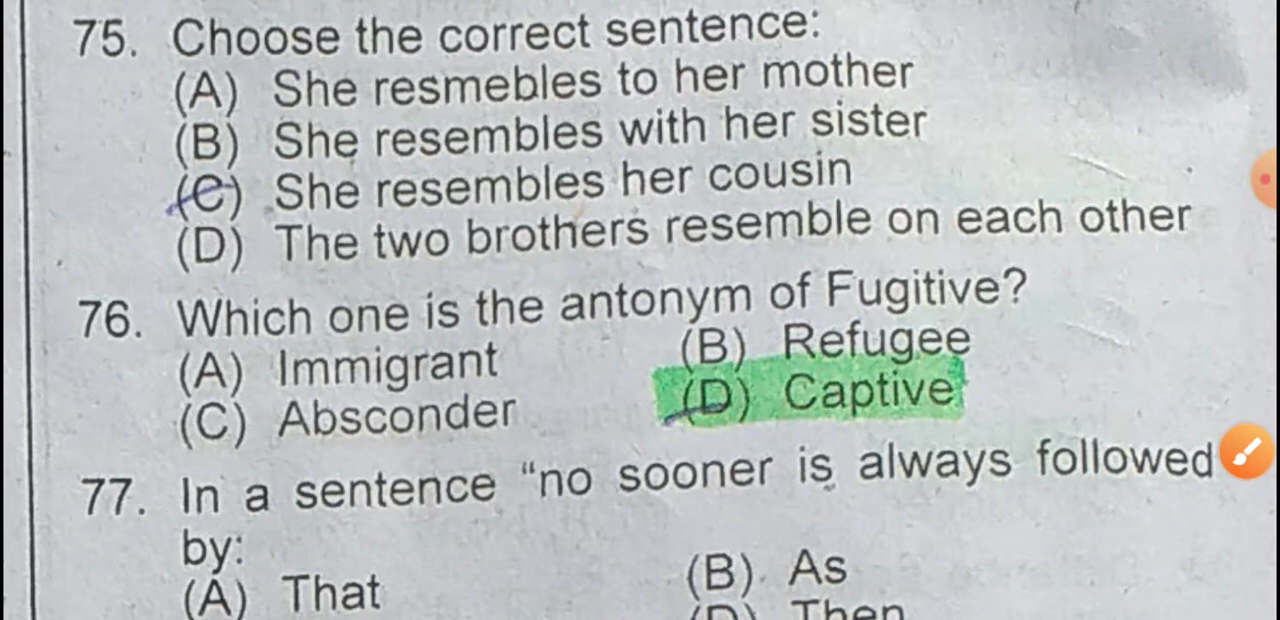 75. Choose the correct sentence:
(A) She resmebles to her mother
(B) She resembles with her sister
(C) She resembles her cousin
(D) The two brothers resemble on each other
76. Which one is the antonym of Fugitive?
(A) Immigrant (B) Refugee
(C) Absconder (D) Captive
77. In a sentence "no sooner is always followed
by:
(A) That (B) As
(D) Then